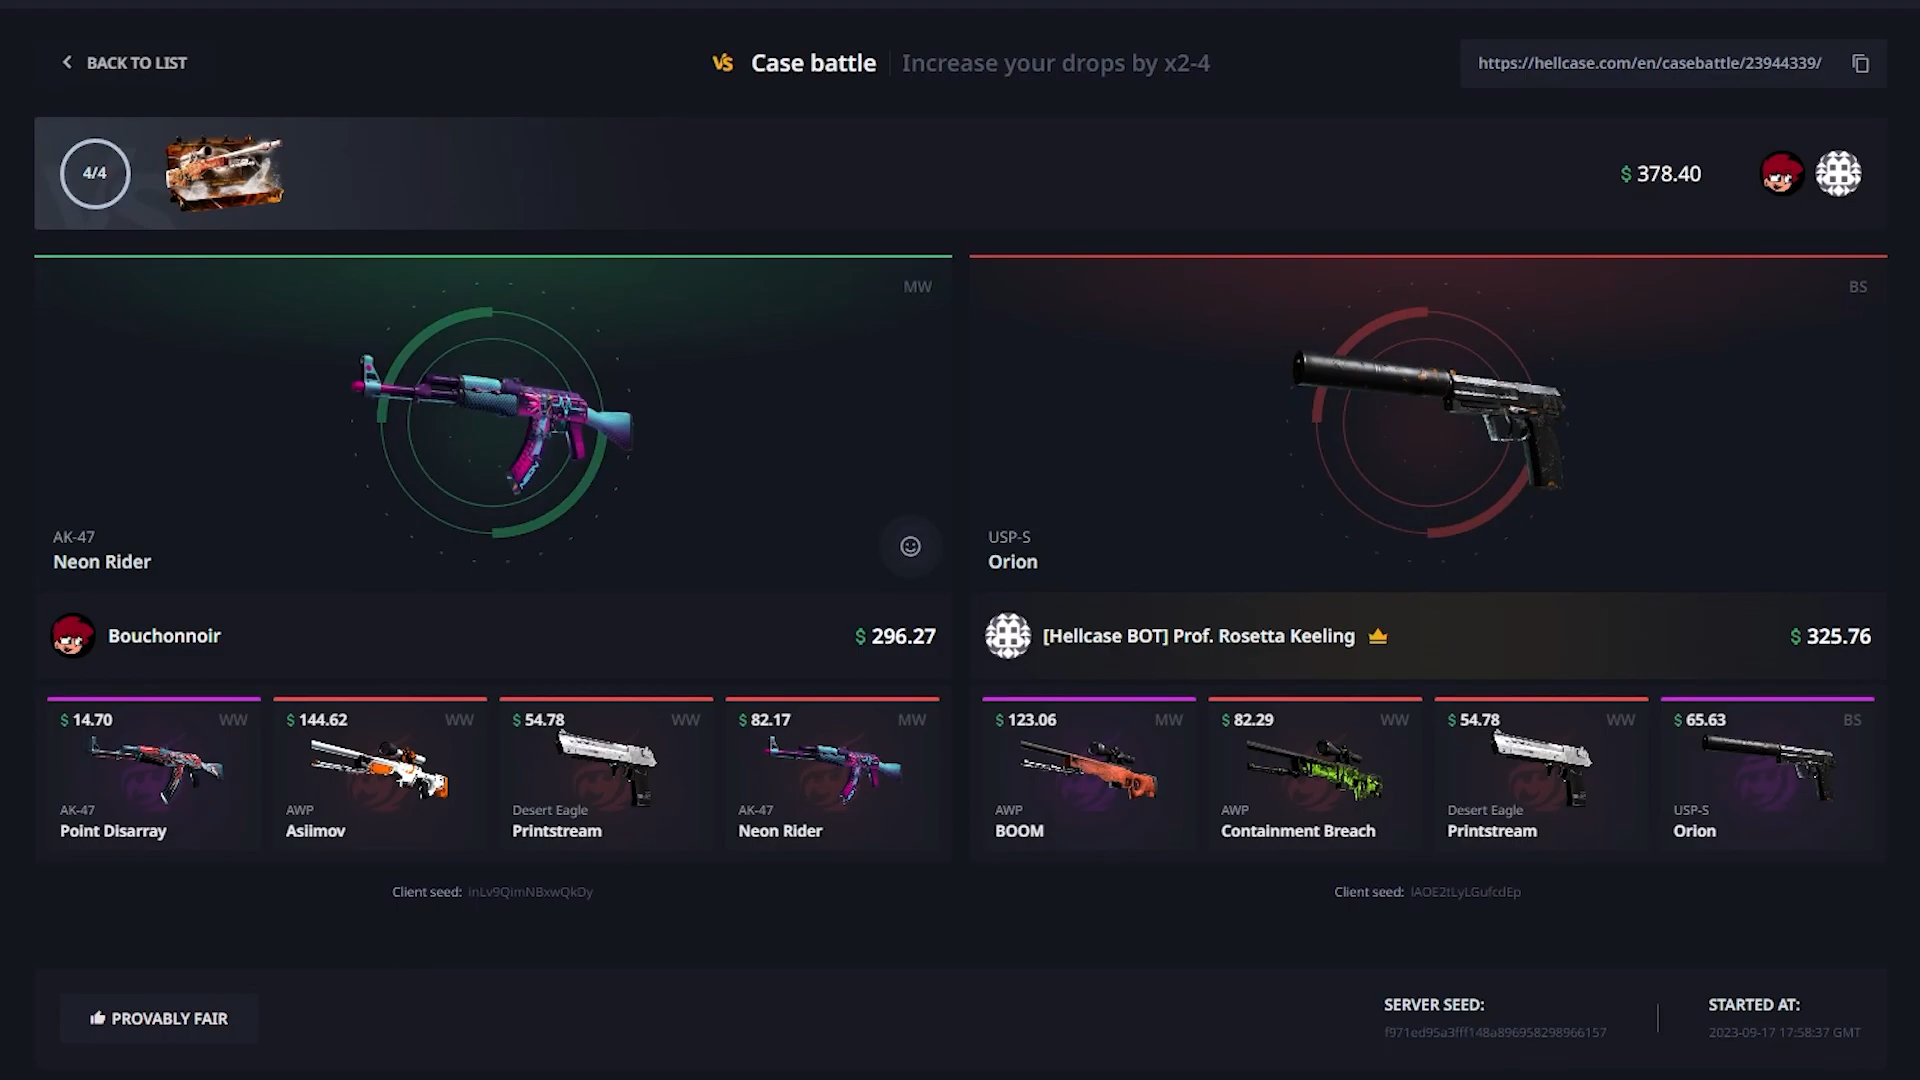 BACK TO LIST
VS Case battle Increase your drops by x2-4
https://hellcase.com/en/casebattle/23944339/
4/4
$ 378.40
MW
AK-47
Neon Rider
BS
USP-S
Orion
Bouchonnoir $ 296.27
[Hellcase BOT] Prof. Rosetta Keeling $ 325.76
$ 14.70 WW
AK-47
Point Disarray
$ 144.62 WW
AWP
Asiimov
$ 54.78 WW
Desert Eagle
Printstream
$ 82.17 MW
AK-47
Neon Rider
$ 123.06 MW
AWP
BOOM
$ 82.29 WW
AWP
Containment Breach
$ 54.78 WW
Desert Eagle
Printstream
$ 65.63 BS
USP-S
Orion
Client seed: inLv9QimNBxwQkDy
Client seed: lAOE2tLyLGufcdEp
PROVABLY FAIR
SERVER SEED:
f971ed95a3fff148a896958298966157
STARTED AT:
2023-09-17 17:58:37 GMT